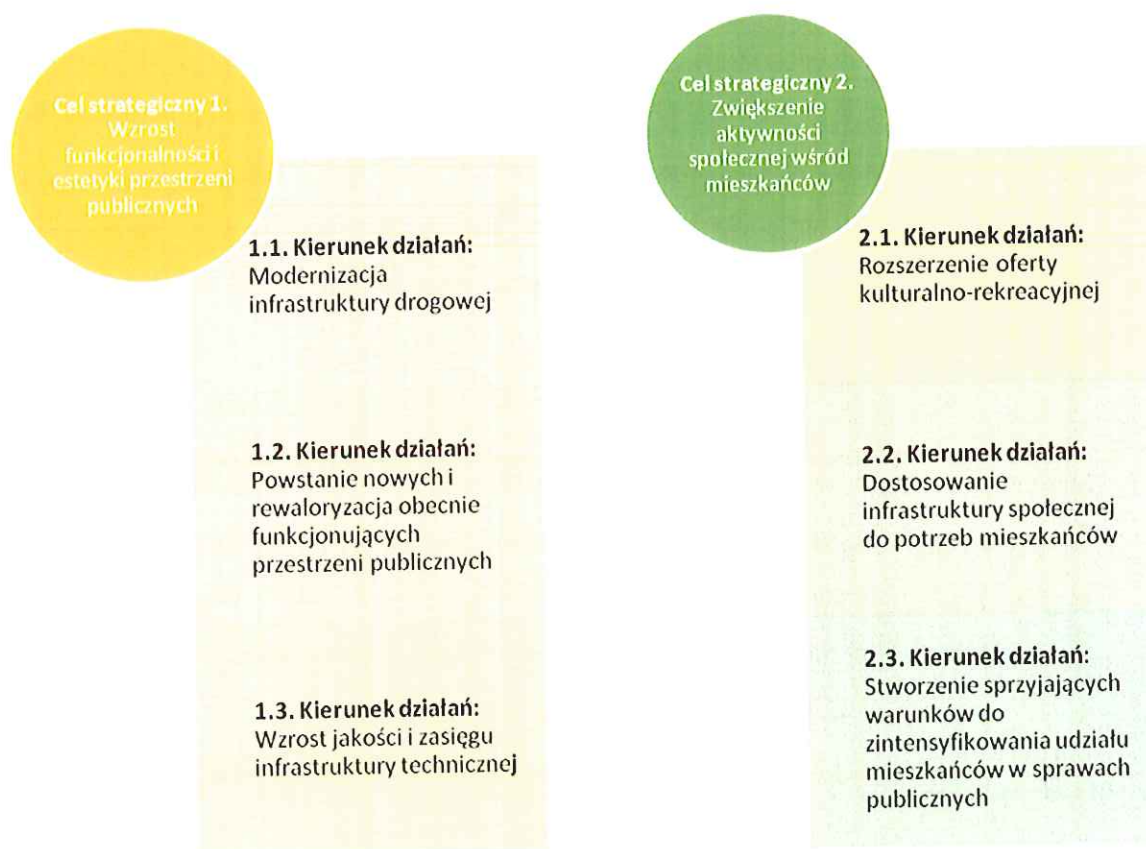 Cel strategiczny 1.
Wzrost
funkcjonalności i
estetyki przestrzeni
publicznych
1.1. Kierunek działań:
Modernizacja
infrastruktury drogowej
1.2. Kierunek działań:
Powstanie nowych i
rewaloryzacja obecnie
funkcjonujących
przestrzeni publicznych
1.3. Kierunek działań:
Wzrost jakości i zasięgu
infrastruktury technicznej
Cel strategiczny 2.
Zwiększenie
aktywności
społecznej wśród
mieszkańców
2.1. Kierunek działań:
Rozszerzenie oferty
kulturalno-rekreacyjnej
2.2. Kierunek działań:
Dostosowanie
infrastruktury społecznej
do potrzeb mieszkańców
2.3. Kierunek działań:
Stworzenie sprzyjających
warunków do
zintensyfikowania udziału
mieszkańców w sprawach
publicznych